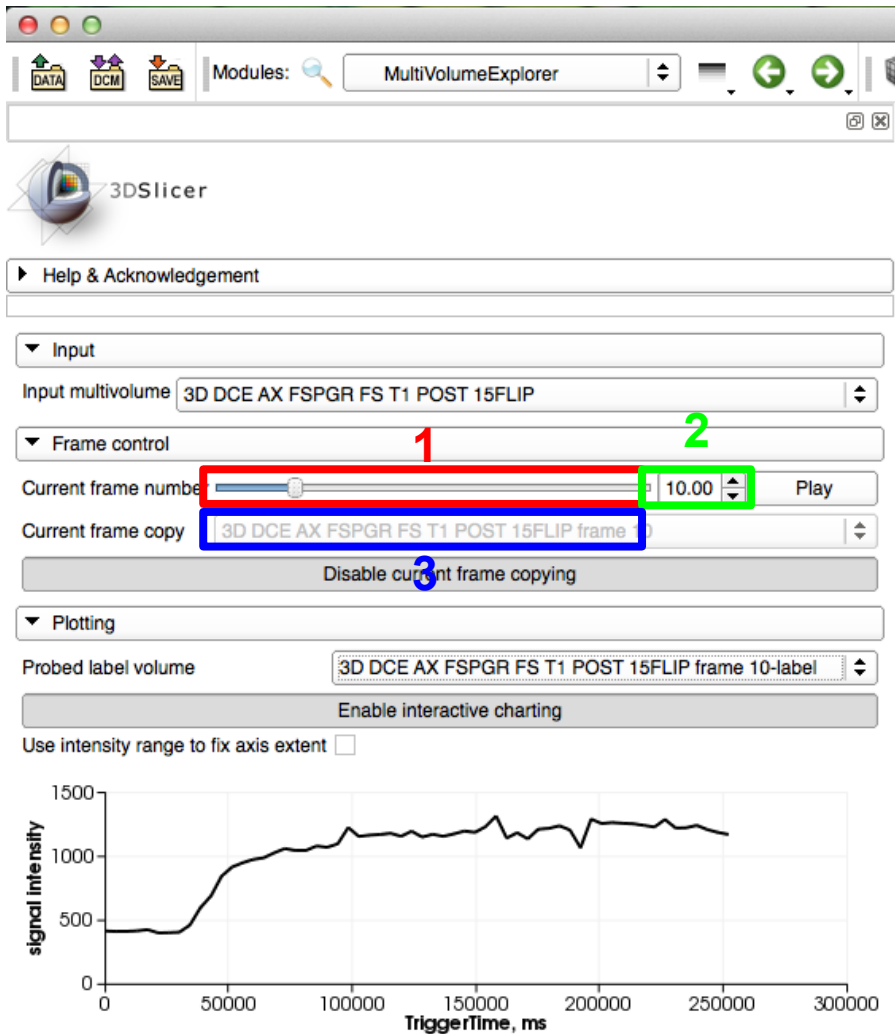 DATA DCM SAVE Modules: MultiVolumeExplorer
3DSlicer
Help & Acknowledgement
Input
Input multivolume 3D DCE AX FSPGR FS T1 POST 15FLIP
Frame control
1
2
Current frame number 10.00 Play
Current frame copy 3D DCE AX FSPGR FS T1 POST 15FLIP frame 10
3
Disable current frame copying
Plotting
Probed label volume 3D DCE AX FSPGR FS T1 POST 15FLIP frame 10-label
Enable interactive charting
Use intensity range to fix axis extent
1500
1000
500
0
signal intensity
0 50000 100000 150000 200000 250000 300000
TriggerTime, ms